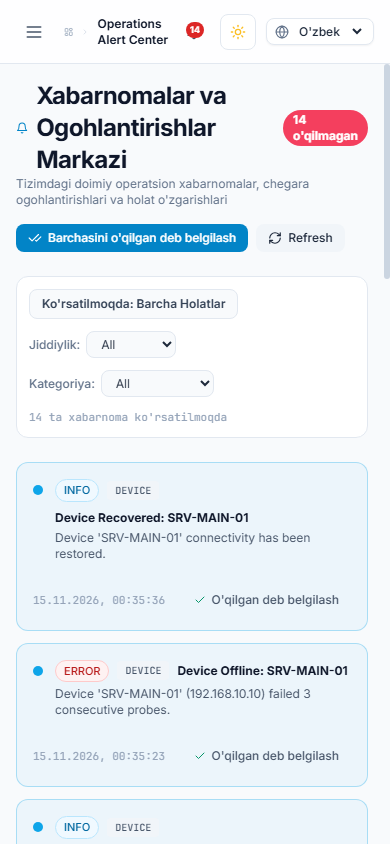 Operations
Alert Center
14
O'zbek
Xabarnomalar va
Ogohlantirishlar
Markazi
14
o'qilmagan
Tizimdagi doimiy operatsion xabarnomalar, chegara
ogohlantirishlari va holat o'zgarishlari
Barchasini o'qilgan deb belgilash
Refresh
Ko'rsatilmoqda: Barcha Holatlar
Jiddiylik: All
Kategoriya: All
14 ta xabarnoma ko'rsatilmoqda
INFO DEVICE
Device Recovered: SRV-MAIN-01
Device 'SRV-MAIN-01' connectivity has been
restored.
15.11.2026, 00:35:36 O'qilgan deb belgilash
ERROR DEVICE Device Offline: SRV-MAIN-01
Device 'SRV-MAIN-01' (192.168.10.10) failed 3
consecutive probes.
15.11.2026, 00:35:23 O'qilgan deb belgilash
INFO DEVICE